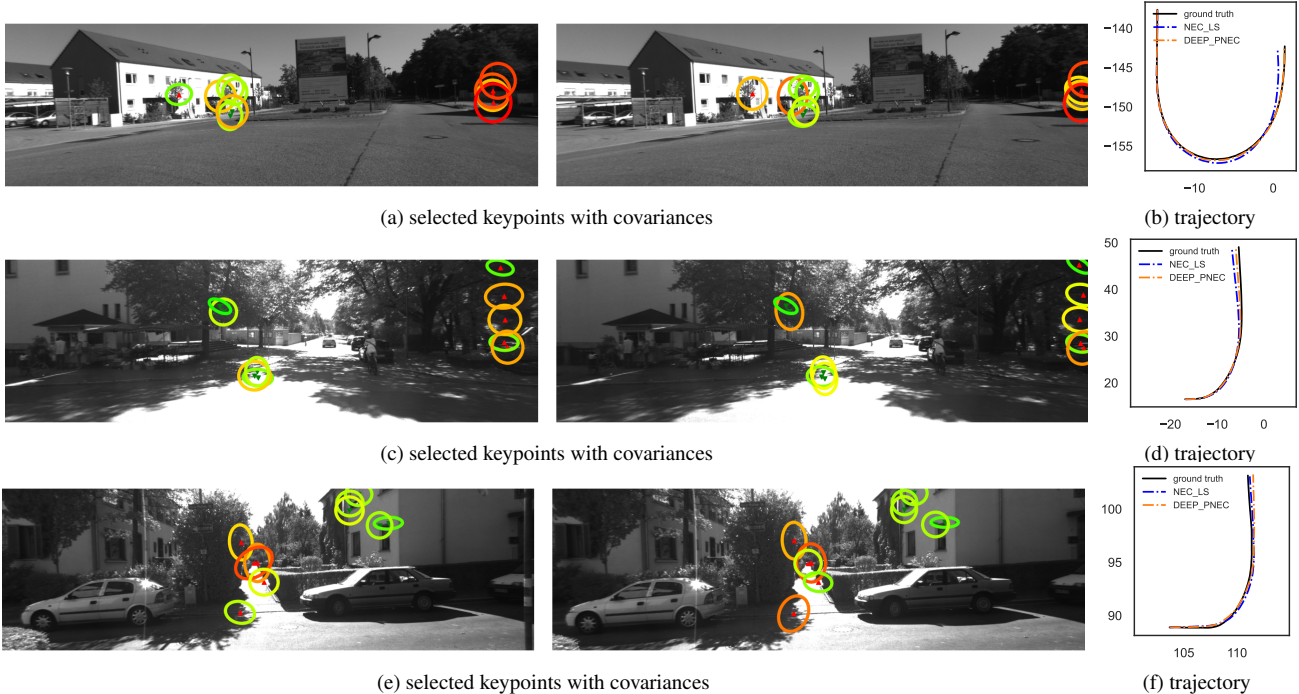 −140
−145
−150
−155
−10
0
ground truth
NEC_LS
DEEP_PNEC
(a) selected keypoints with covariances
(b) trajectory
50
40
30
20
−20
−10
0
ground truth
NEC_LS
DEEP_PNEC
(c) selected keypoints with covariances
(d) trajectory
100
95
90
105
110
ground truth
NEC_LS
DEEP_PNEC
(e) selected keypoints with covariances
(f) trajectory